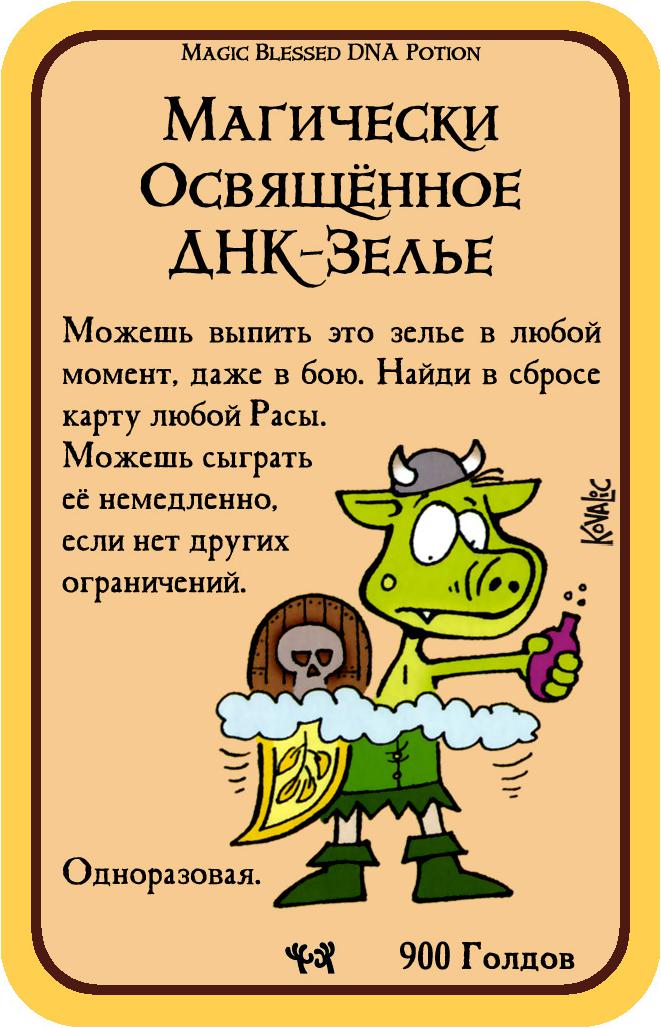 Magic Blessed DNA Potion
Магически
Освящённое
ДНК-Зелье
Можешь выпить это зелье в любой
момент, даже в бою. Найди в сбросе
карту любой Расы.
Можешь сыграть
её немедленно,
если нет других
ограничений.
Kovalic
Одноразовая.
900 Голдов